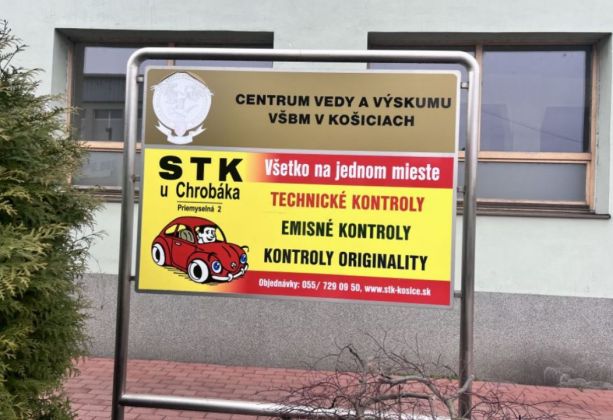 CENTRUM VEDY A VÝSKUMU
VŠBM V KOŠICIACH
STK
u Chrobáka
Priemyselná 2
Všetko na jednom mieste
TECHNICKÉ KONTROLY
EMISNÉ KONTROLY
KONTROLY ORIGINALITY
Objednávky: 055/ 729 09 50, www.stk-kosice.sk